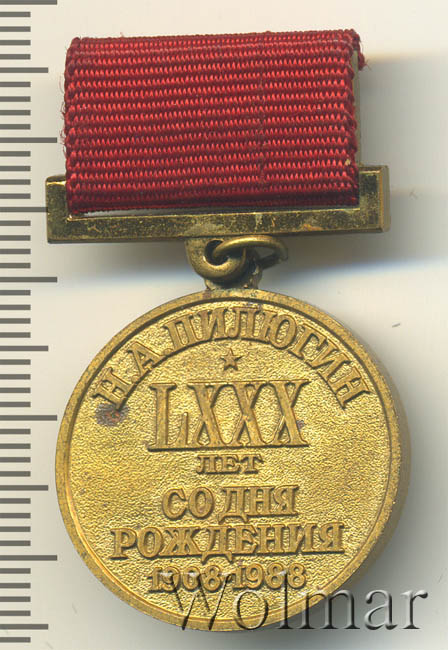 Н.А.ПИЛЮГИН
LXXX
ЛЕТ
СО ДНЯ
РОЖДЕНИЯ
1908-1988
Wolmar